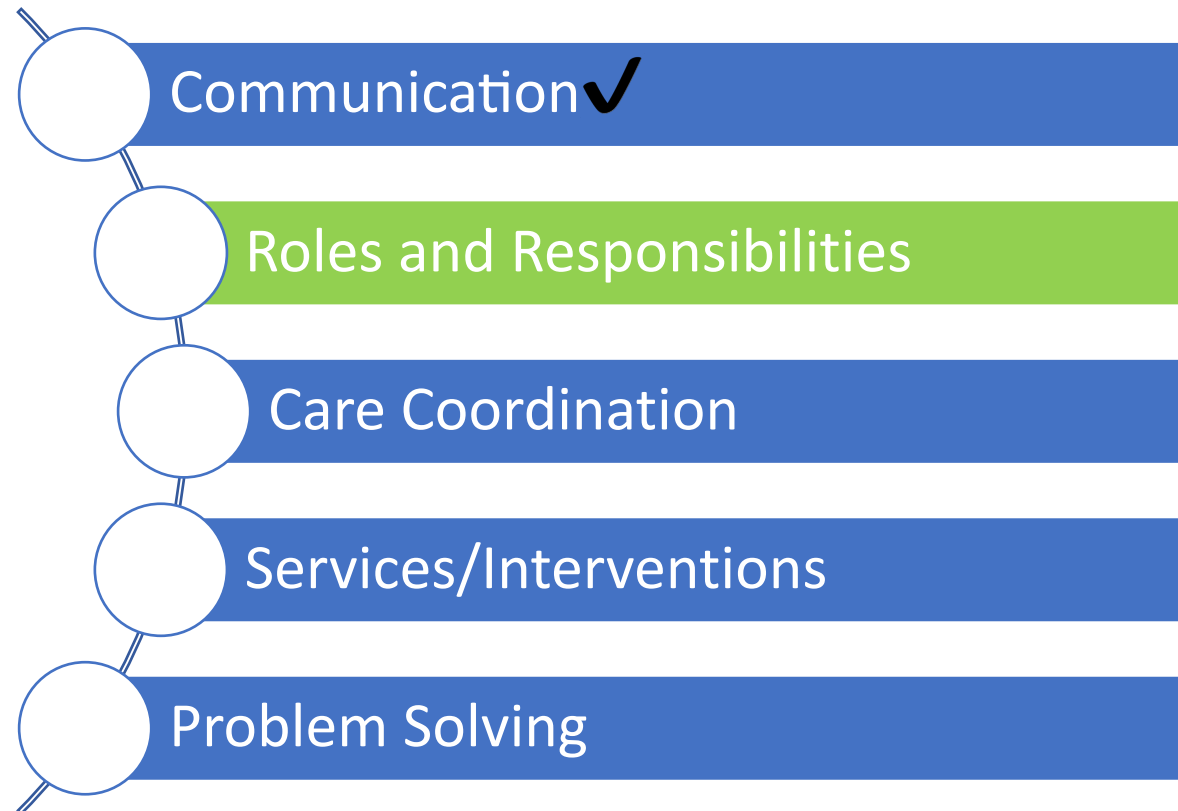 Communication✔
Roles and Responsibilities
Care Coordination
Services/Interventions
Problem Solving